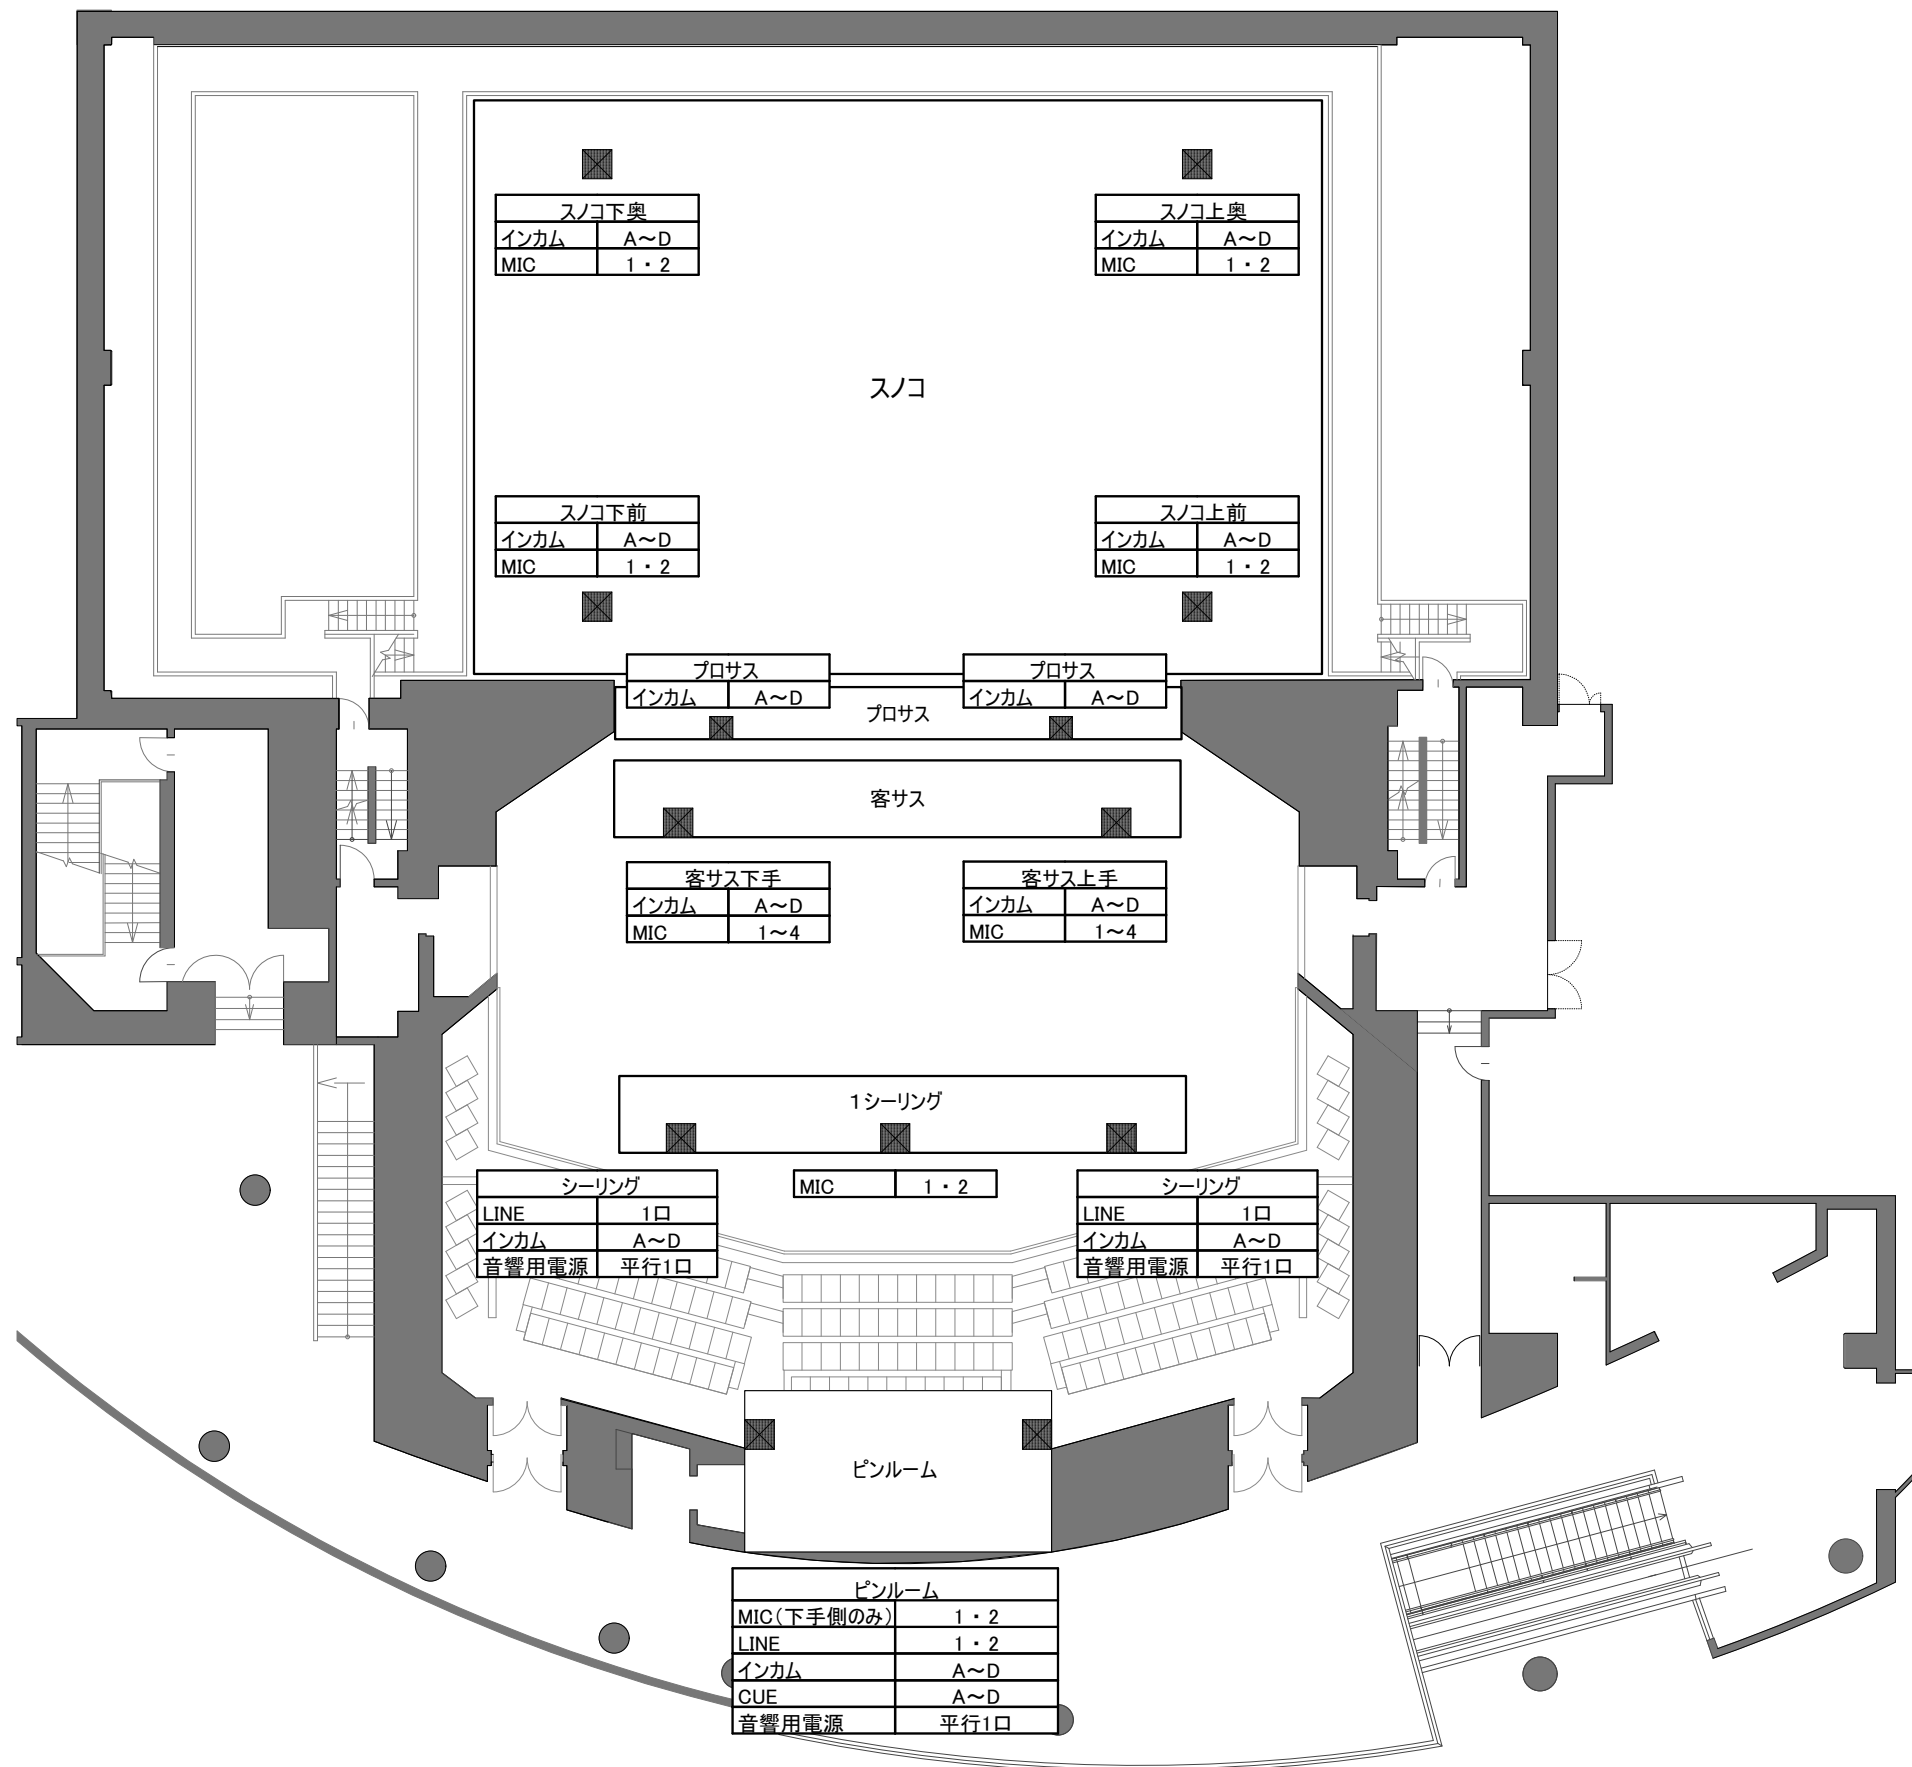 スノコ下奥
インカム A～D
MIC 1・2
スノコ上奥
インカム A～D
MIC 1・2
スノコ
スノコ下前
インカム A～D
MIC 1・2
スノコ上前
インカム A～D
MIC 1・2
プロサス
インカム A～D
プロサス
インカム A～D
プロサス
客サス
客サス下手
インカム A～D
MIC 1～4
客サス上手
インカム A～D
MIC 1～4
1シーリング
シーリング
LINE 1口
インカム A～D
音響用電源 平行1口
MIC 1・2
シーリング
LINE 1口
インカム A～D
音響用電源 平行1口
ピンルーム
ピンルーム
MIC(下手側のみ) 1・2
LINE 1・2
インカム A～D
CUE A～D
音響用電源 平行1口